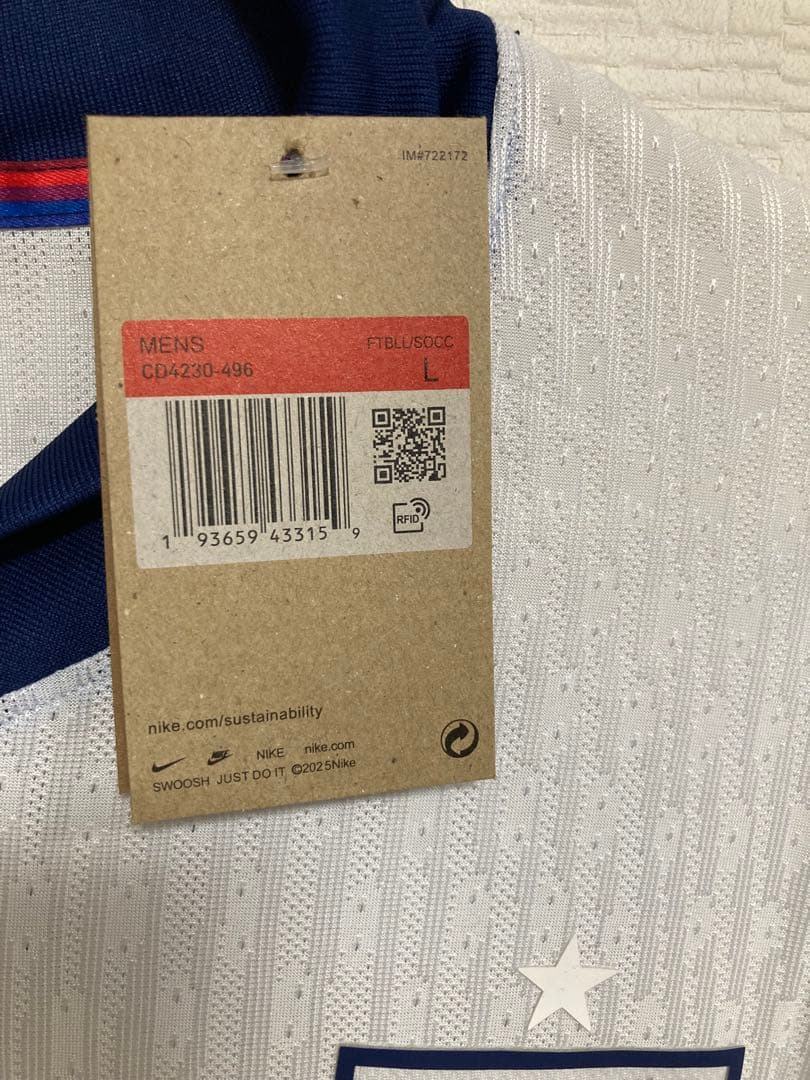 IM#722172
MENS FTBLL/SOCC
CD4230-496 L
1 93659 43315 9
RFID
nike.com/sustainability
NIKE nike.com
SWOOSH JUST DO IT ©2025Nike